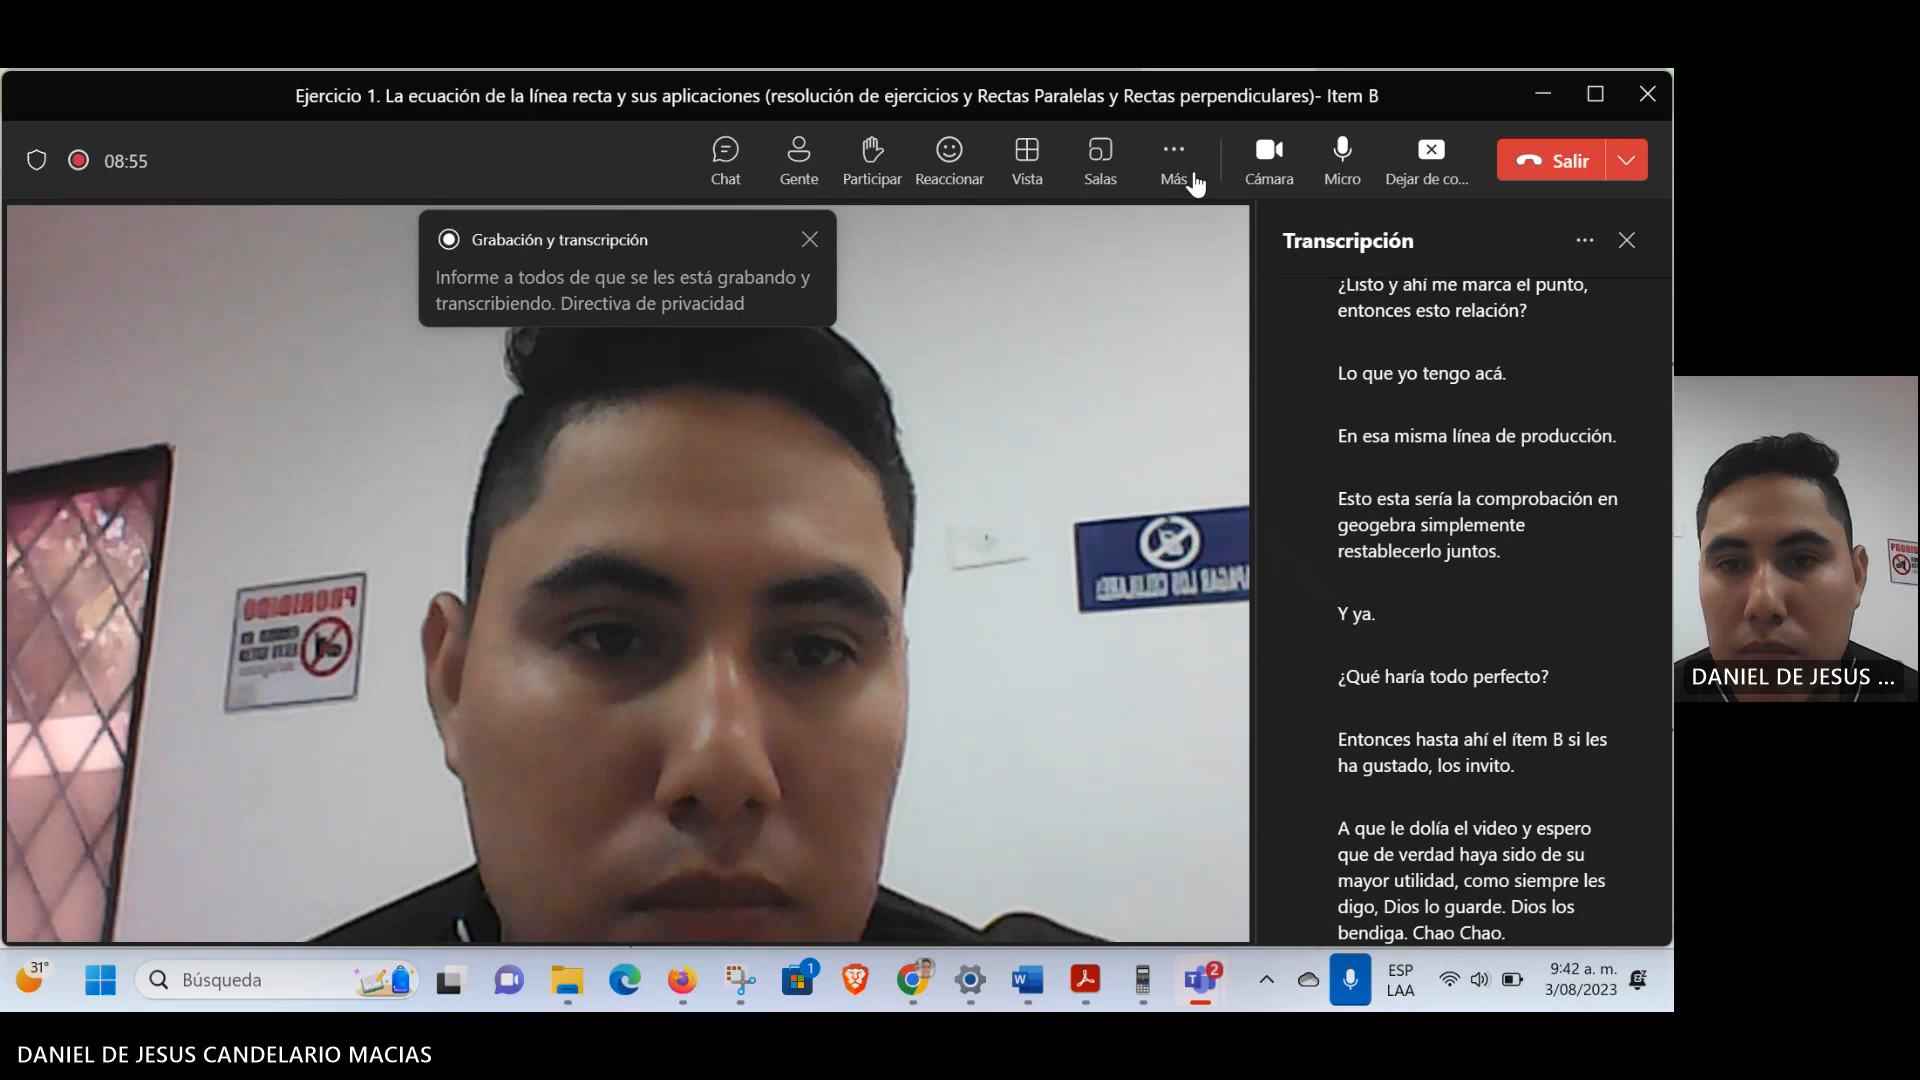 Ejercicio 1. La ecuación de la línea recta y sus aplicaciones (resolución de ejercicios y Rectas Paralelas y Rectas perpendiculares)- Item B
08:55
Chat
Gente
Participar
Reaccionar
Vista
Salas
Más
Cámara
Micro
Dejar de co...
Salir
Grabación y transcripción
Informe a todos de que se les está grabando y
transcribiendo. Directiva de privacidad
Transcripción
¿Listo y ahí me marca el punto,
entonces esto relación?
Lo que yo tengo acá.
En esa misma línea de producción.
Esto esta sería la comprobación en
geogebra simplemente
restablecerlo juntos.
Y ya.
¿Qué haría todo perfecto?
Entonces hasta ahí el ítem B si les
ha gustado, los invito.
A que le dolía el video y espero
que de verdad haya sido de su
mayor utilidad, como siempre les
digo, Dios lo guarde. Dios los
bendiga. Chao Chao.
PROHIBIDO
DANIEL DE JESUS ...
31°
Búsqueda
1
2
ESP
LAA
9:42 a. m.
3/08/2023
DANIEL DE JESUS CANDELARIO MACIAS